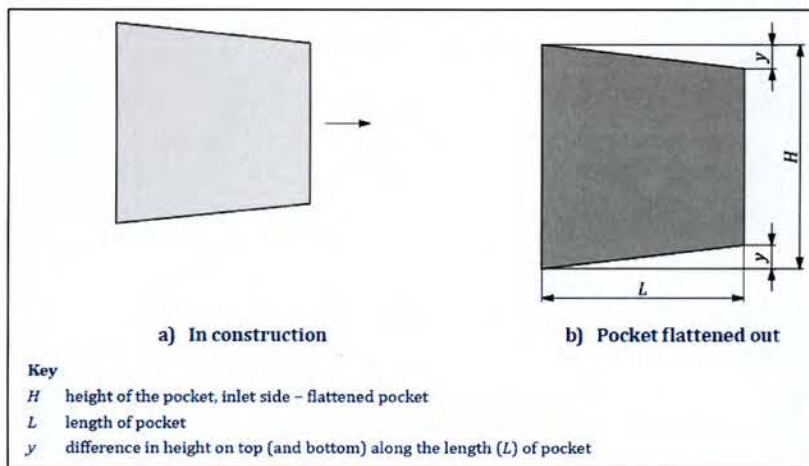 y
H
y
L
a) In construction
b) Pocket flattened out
Key
H height of the pocket, inlet side – flattened pocket
L length of pocket
y difference in height on top (and bottom) along the length (L) of pocket